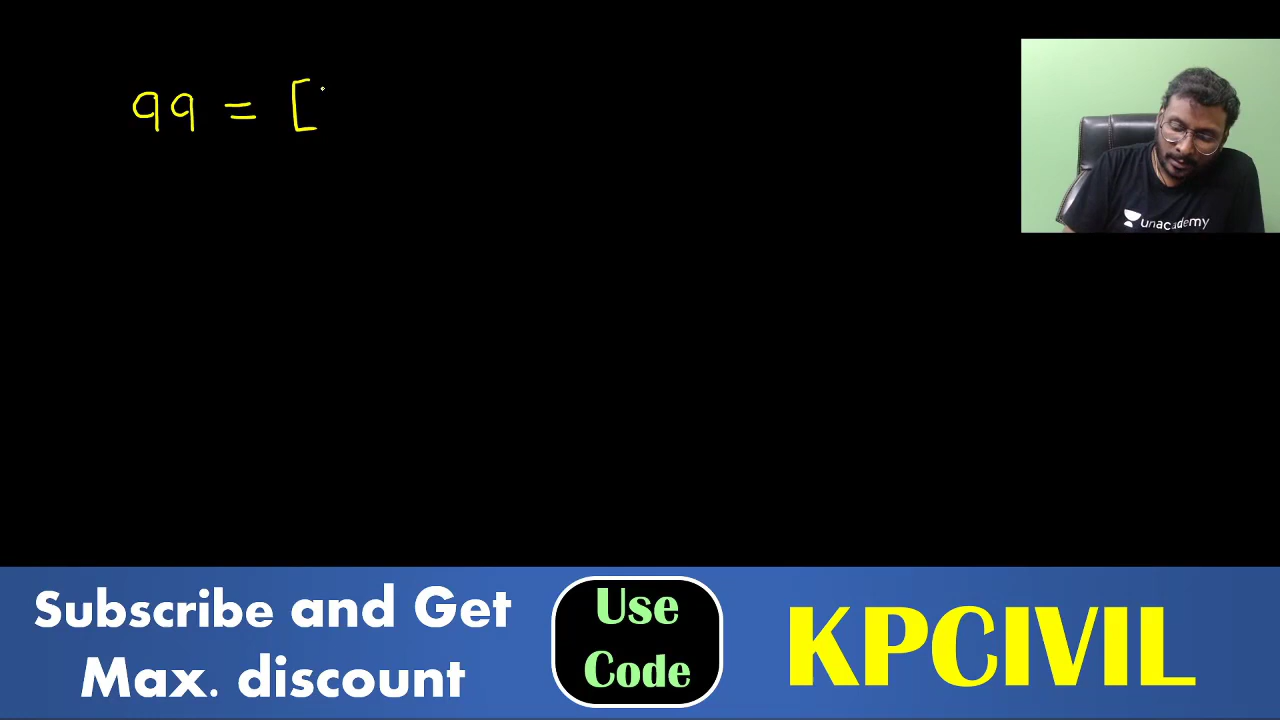 99 = [
unacademy
Subscribe and Get
Max. discount
Use
Code
KPCIVIL